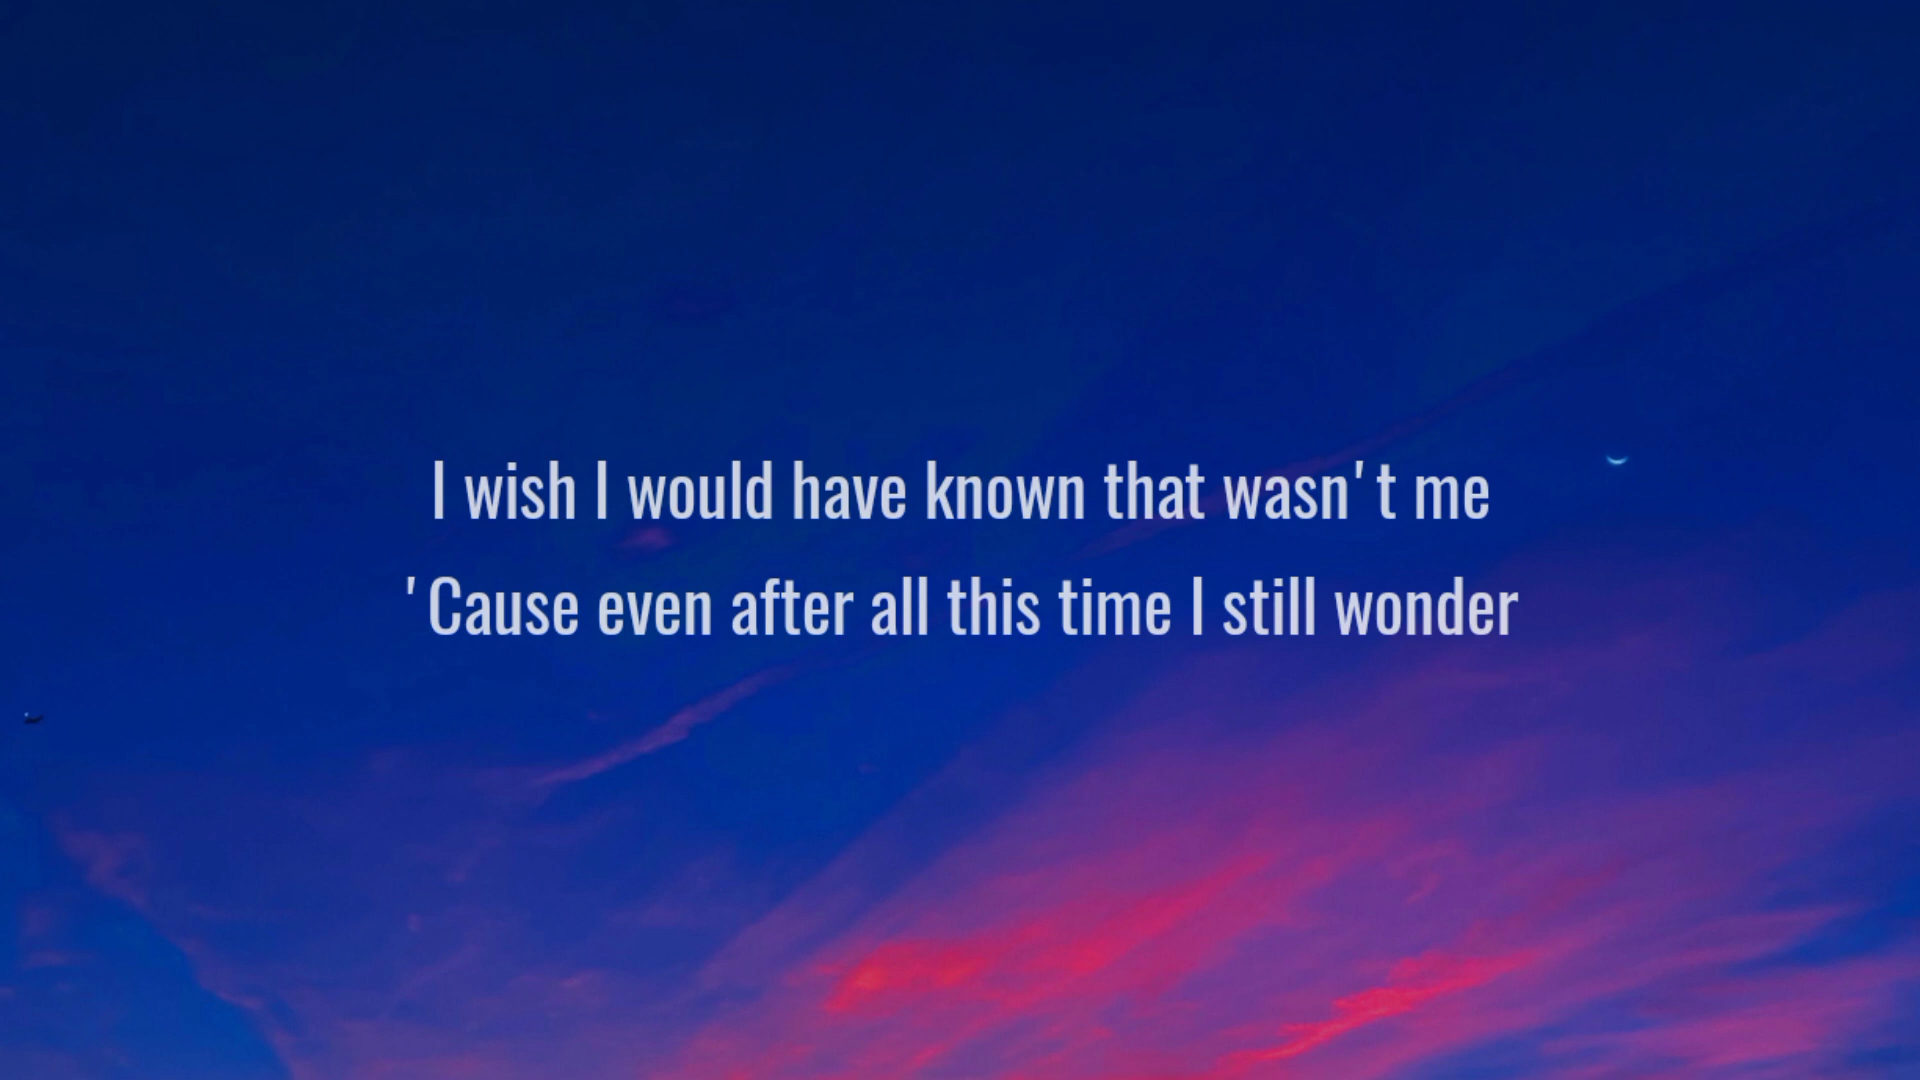 I wish I would have known that wasn't me
'Cause even after all this time I still wonder